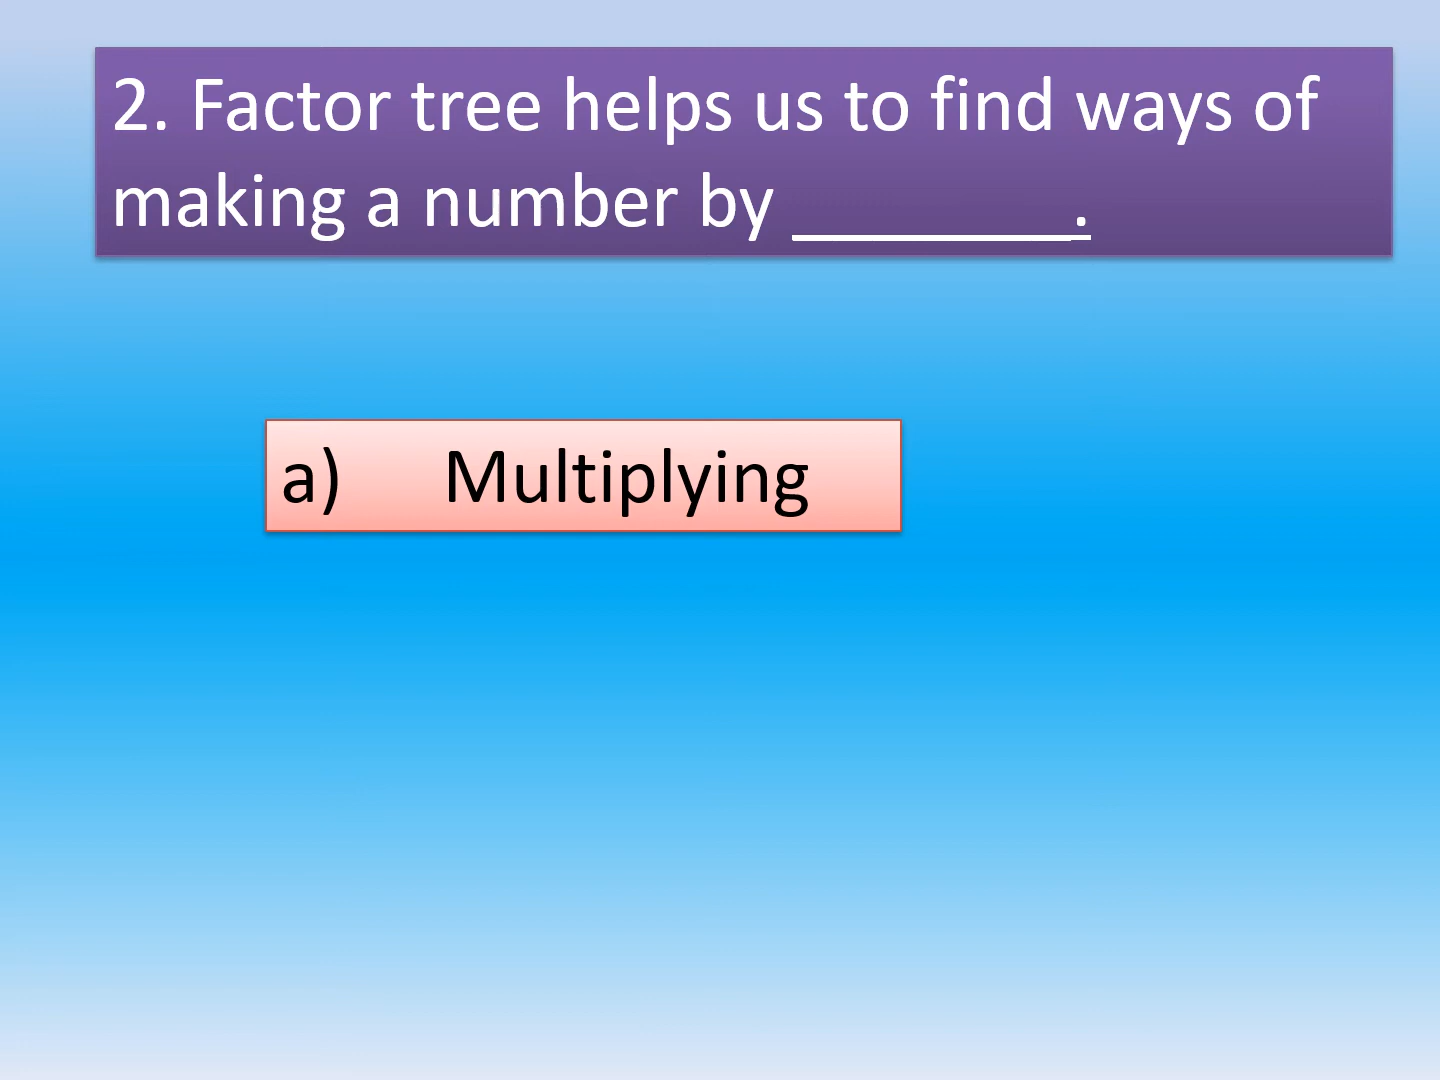 2. Factor tree helps us to find ways of
making a number by ________.
a) Multiplying